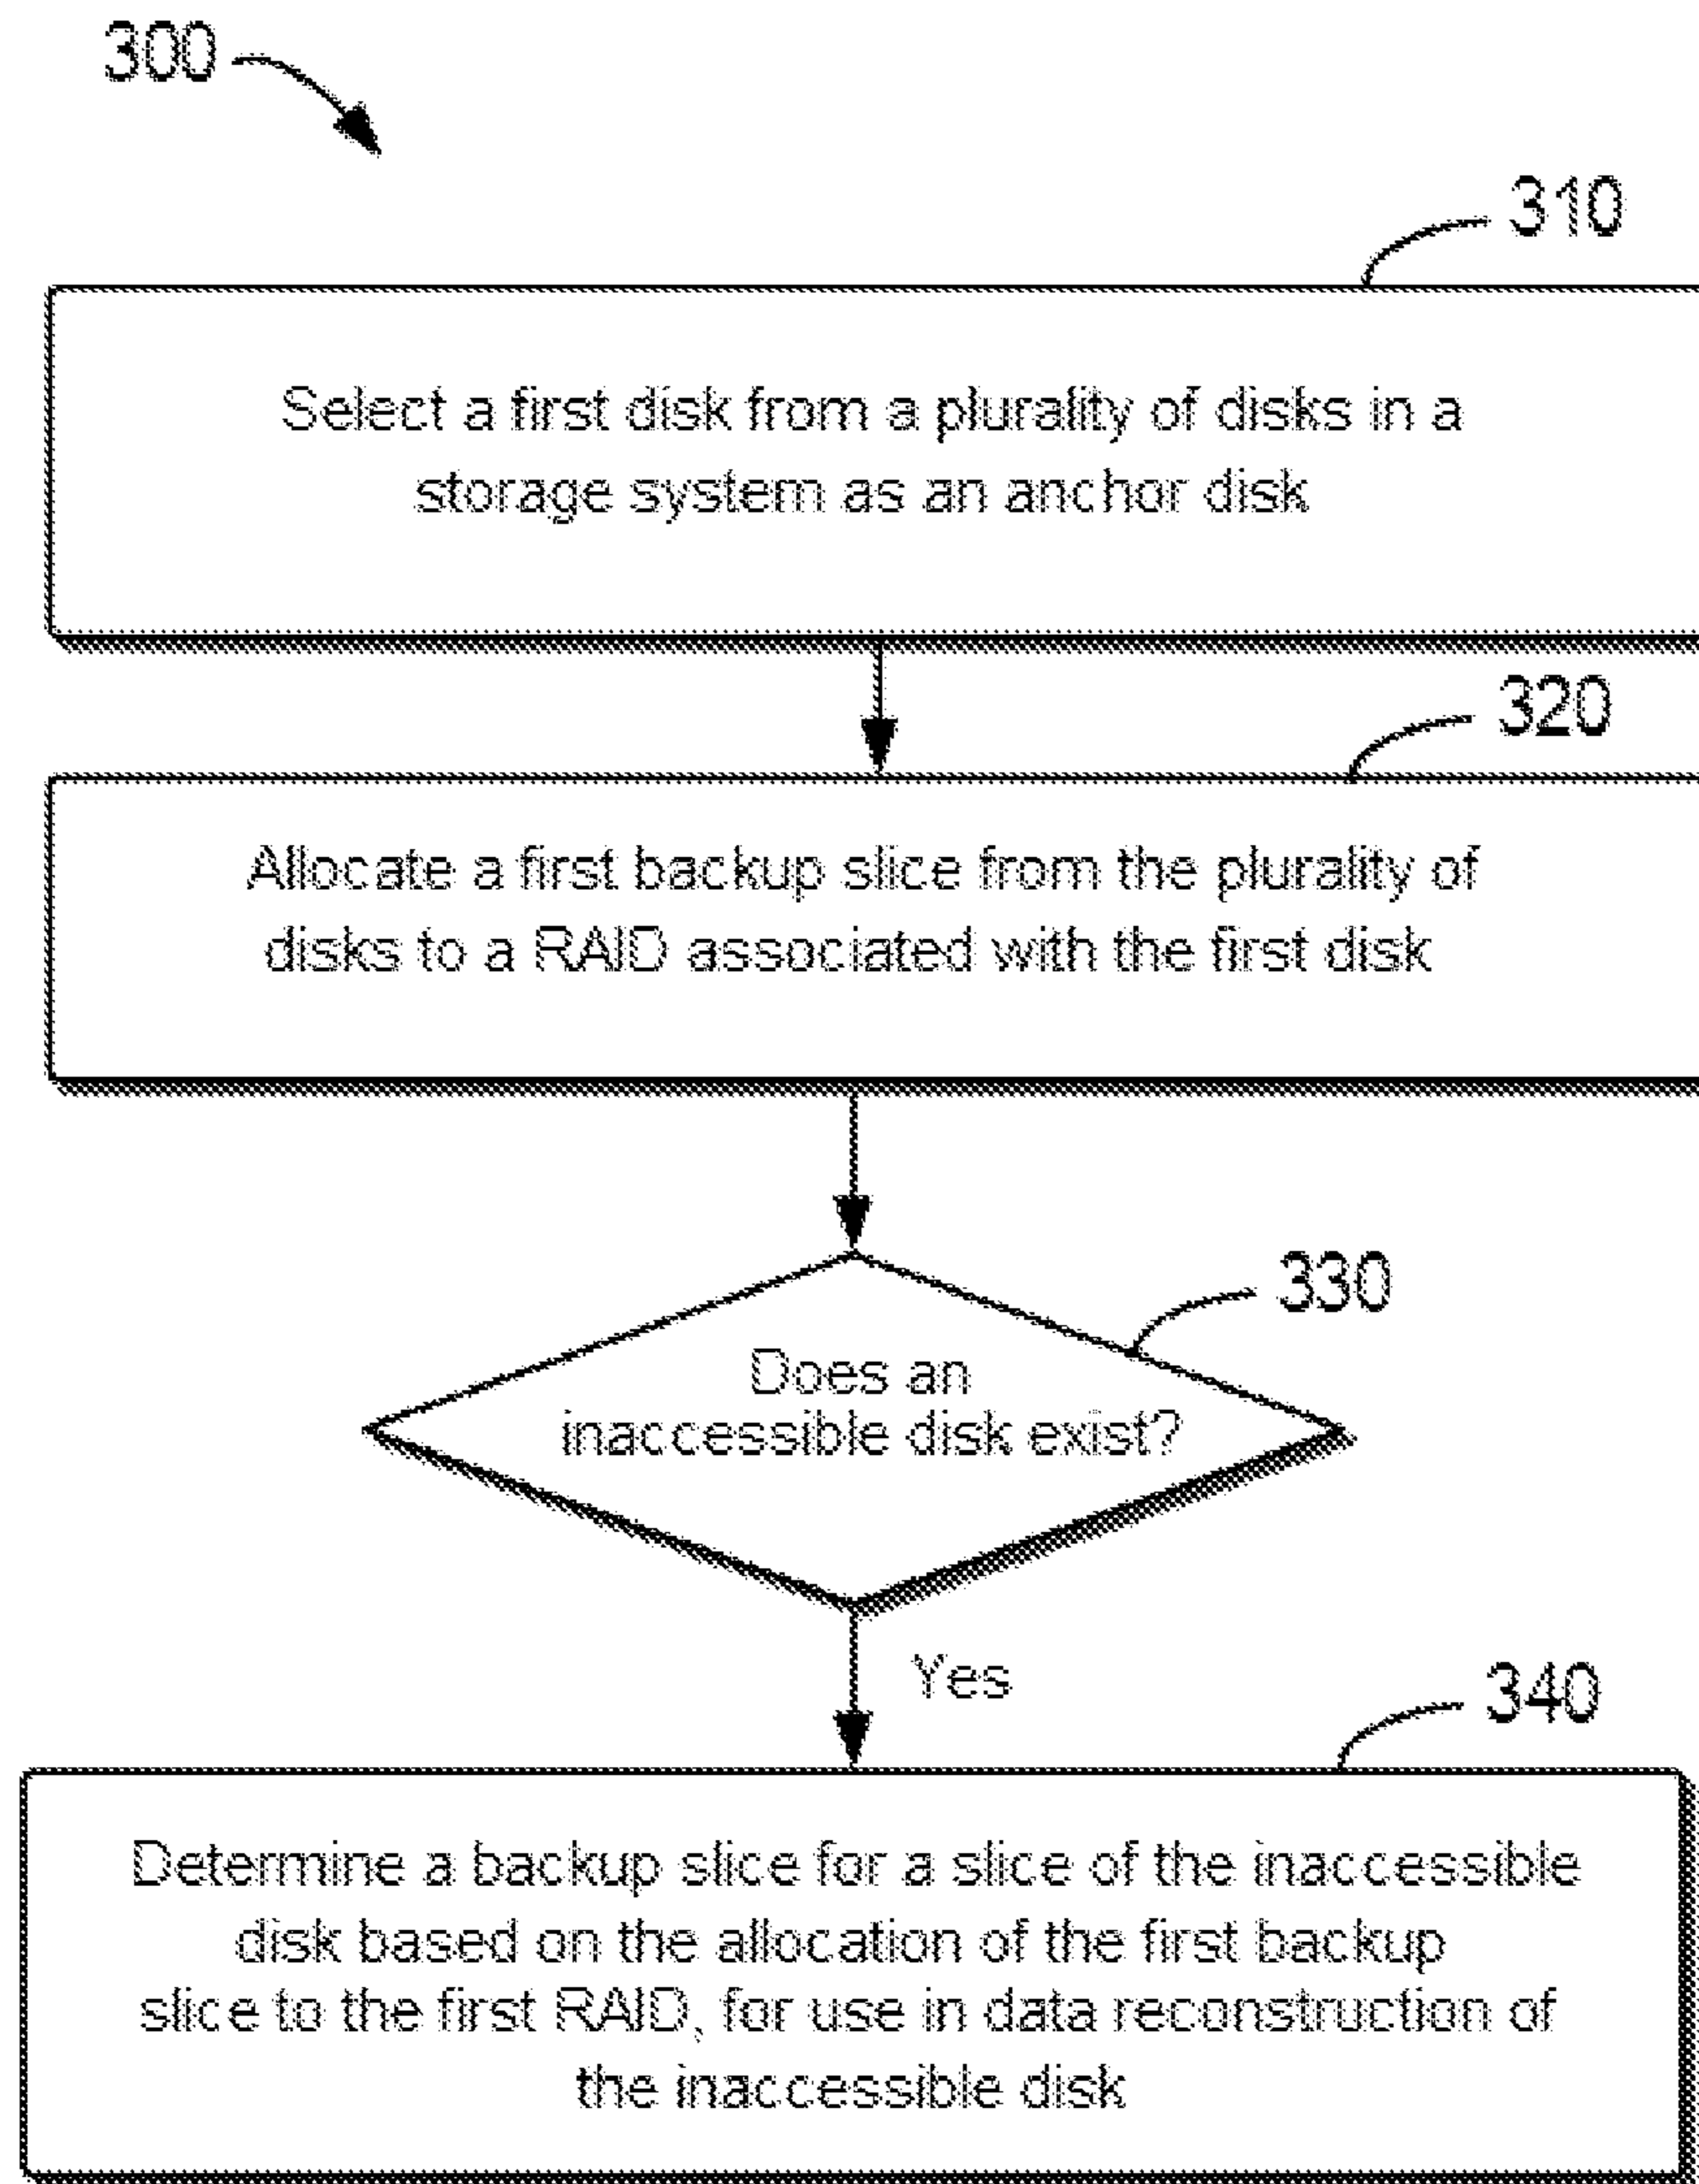 300
310
Select a first disk from a plurality of disks in a
storage system as an anchor disk
320
Allocate a first backup slice from the plurality of
disks to a RAID associated with the first disk
330
Does an
inaccessible disk exist?
Yes
340
Determine a backup slice for a slice of the inaccessible
disk based on the allocation of the first backup
slice to the first RAID, for use in data reconstruction of
the inaccessible disk